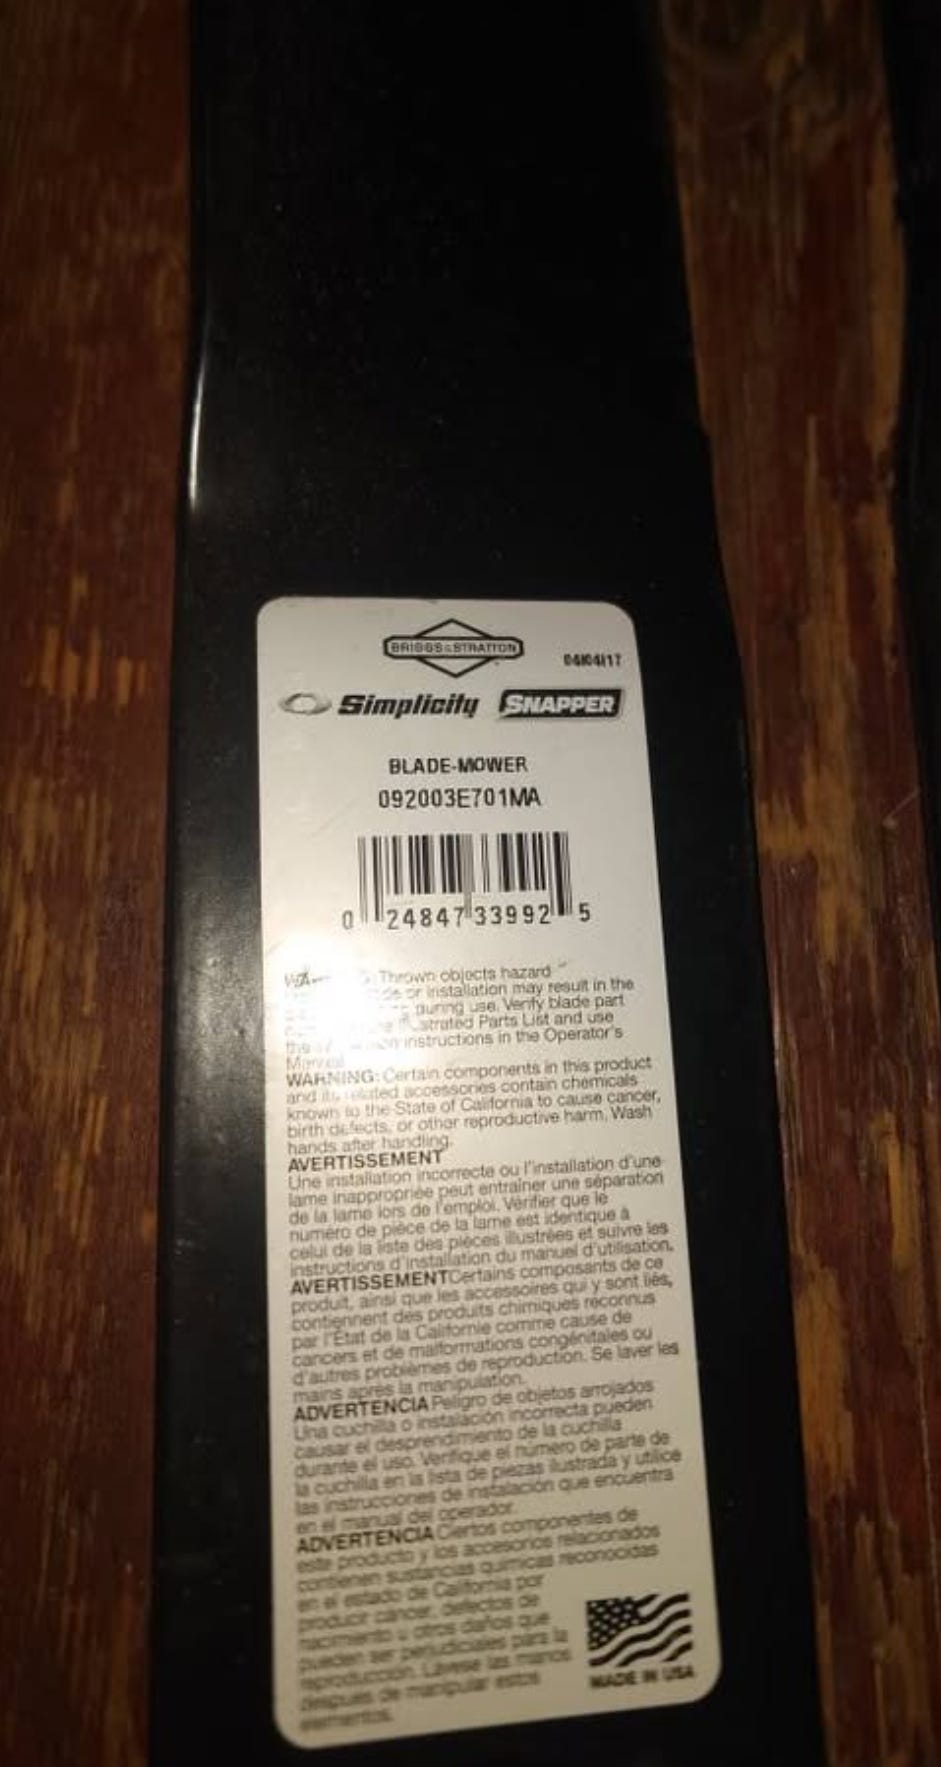 BRIGGS & STRATTON
04/04/17
Simplicity SNAPPER
BLADE-MOWER
092003E701MA
0 24847 33992 5
Thrown objects hazard
or installation may result in the
during use. Verify blade part
Illustrated Parts List and use
the instructions in the Operator's
Manual
WARNING: Certain components in this product
and its related accessories contain chemicals
known to the State of California to cause cancer,
birth defects, or other reproductive harm. Wash
hands after handling.
AVERTISSEMENT
Une installation incorrecte ou l'installation d'une
lame inappropriée peut entraîner une séparation
de la lame lors de l'emploi. Vérifier que le
numéro de pièce de la lame est identique à
celui de la liste des pièces illustrées et suivre les
instructions d'installation du manuel d'utilisation.
AVERTISSEMENT Certains composants de ce
produit, ainsi que les accessoires qui y sont liés,
contiennent des produits chimiques reconnus
par l'État de la Californie comme cause de
cancers et de malformations congénitales ou
d'autres problèmes de reproduction. Se laver les
mains après la manipulation.
ADVERTENCIA Peligro de objetos arrojados
Una cuchilla o instalación incorrecta pueden
causar el desprendimiento de la cuchilla
durante el uso. Verifique el número de parte de
la cuchilla en la lista de piezas ilustrada y utilice
las instrucciones de instalación que encuentra
en el manual del operador.
ADVERTENCIA Ciertos componentes de
este producto y los accesorios relacionados
contienen sustancias químicas reconocidas
en el estado de California por
producir cáncer, defectos de
nacimiento u otros daños que
pueden ser perjudiciales para la
reproducción. Lávese las manos
después de manipular estos
elementos.
MADE IN USA